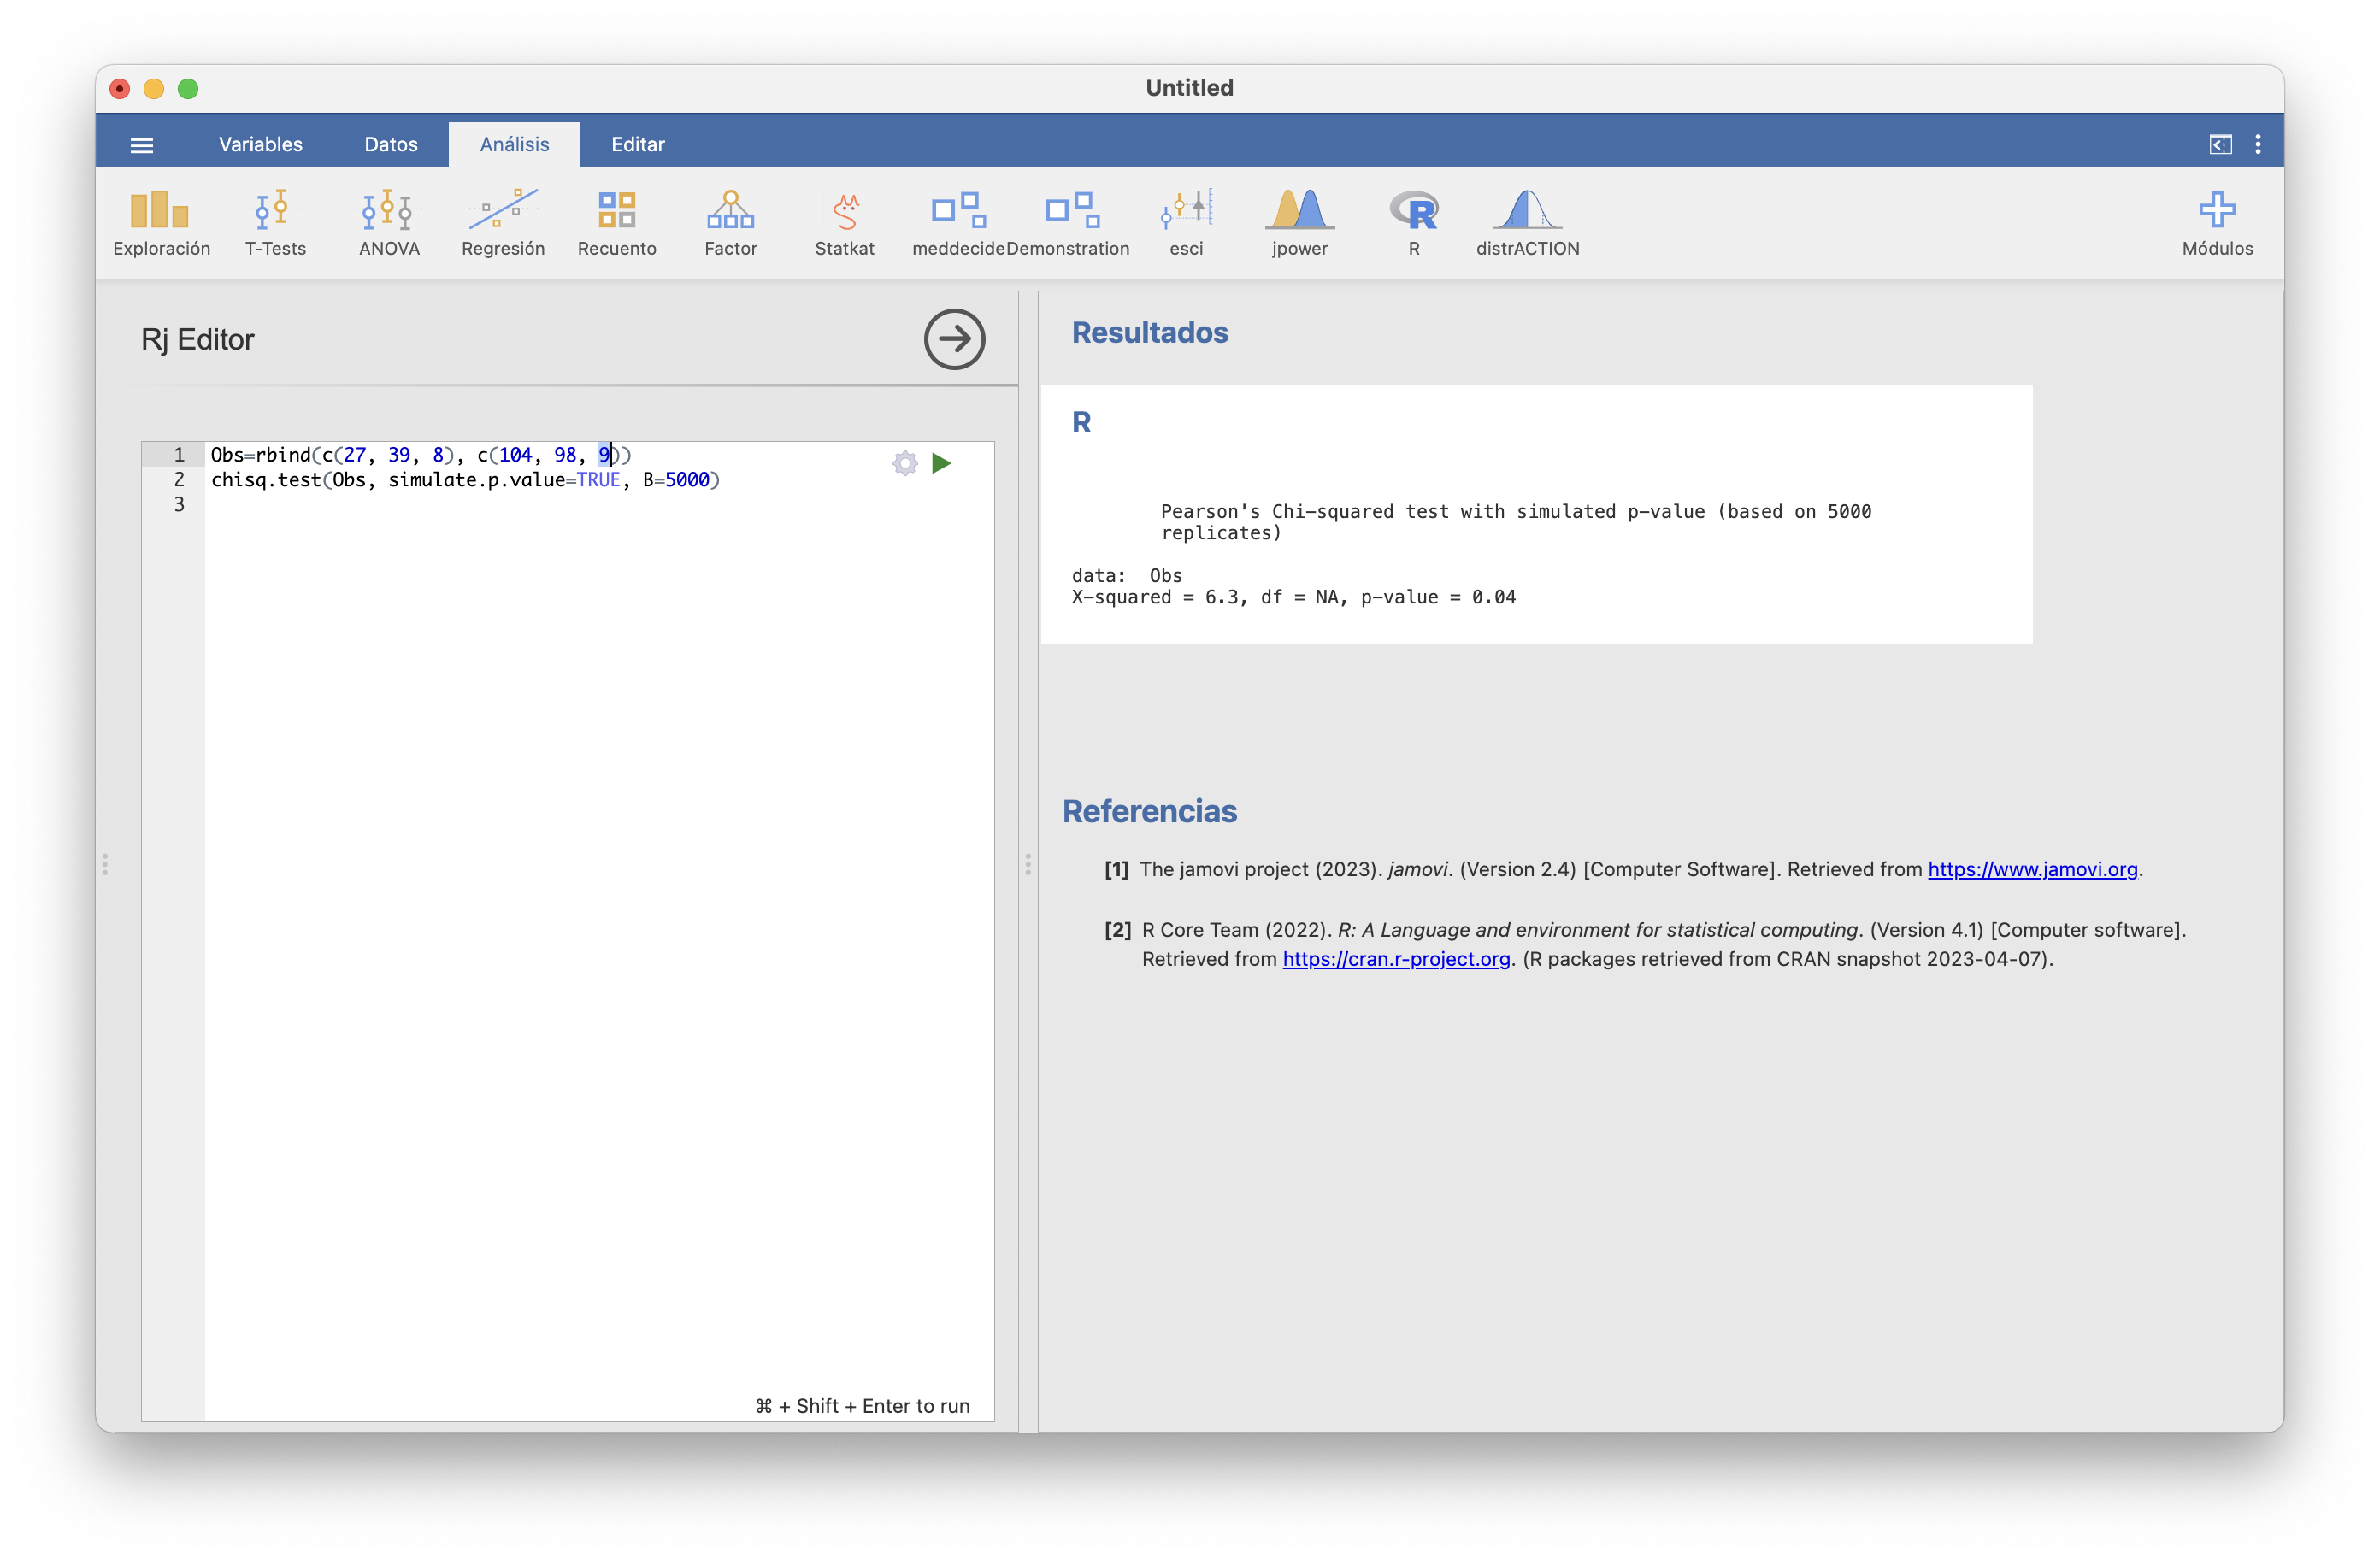 Untitled
Variables Datos Análisis Editar
Exploración T-Tests ANOVA Regresión Recuento Factor Statkat meddecide Demonstration esci jpower R distrACTION Módulos
Rj Editor
1 Obs=rbind(c(27, 39, 8), c(104, 98, 9))
2 chisq.test(Obs, simulate.p.value=TRUE, B=5000)
3
⌘ + Shift + Enter to run
Resultados
R
Pearson's Chi-squared test with simulated p-value (based on 5000
replicates)
data:  Obs
X-squared = 6.3, df = NA, p-value = 0.04
Referencias
[1] The jamovi project (2023). jamovi. (Version 2.4) [Computer Software]. Retrieved from https://www.jamovi.org.
[2] R Core Team (2022). R: A Language and environment for statistical computing. (Version 4.1) [Computer software].
Retrieved from https://cran.r-project.org. (R packages retrieved from CRAN snapshot 2023-04-07).